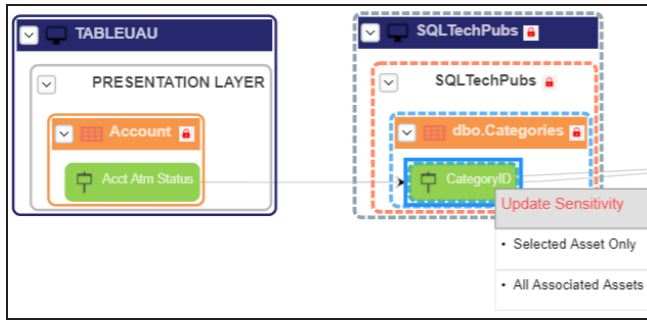 TABLEUAU
PRESENTATION LAYER
Account
Acct Atm Status
SQLTechPubs
SQLTechPubs
dbo.Categories
CategoryID
Update Sensitivity
• Selected Asset Only
• All Associated Assets